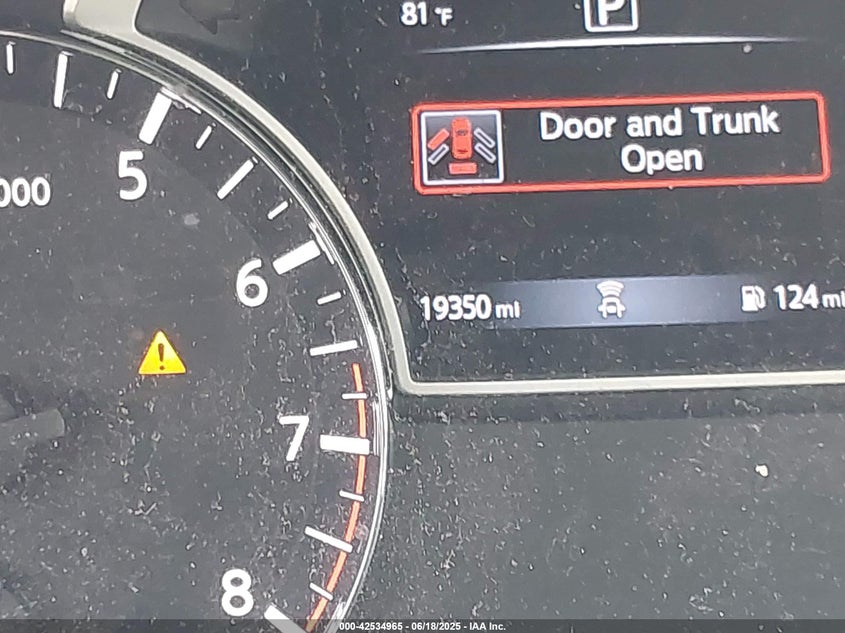 81 °F
P
Door and Trunk
Open
5
000
6
19350 mi
124 mi
7
8
000-42534965 - 06/18/2025 - IAA Inc.